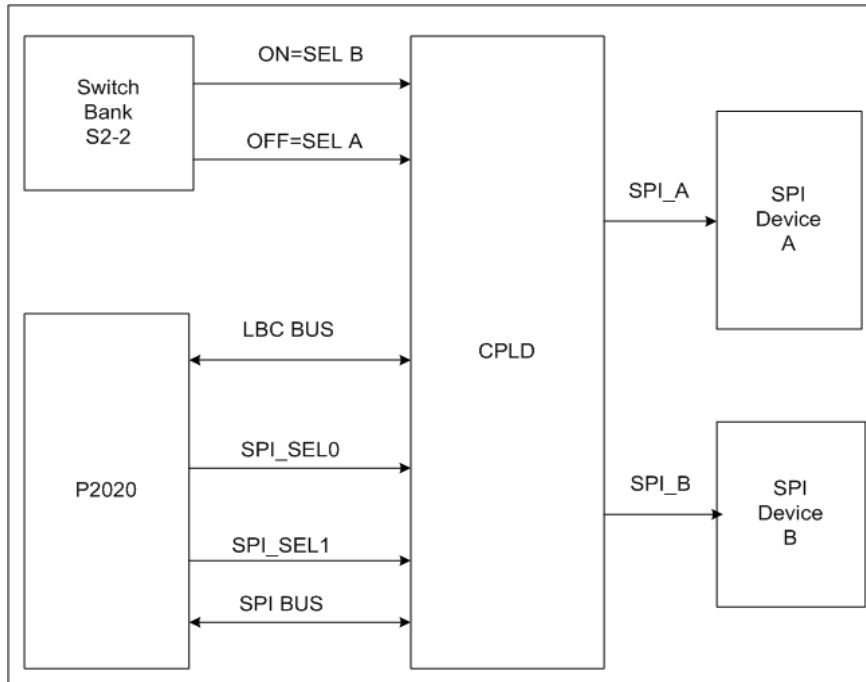 Switch
Bank
S2-2
ON=SEL B
OFF=SEL A
P2020
LBC BUS
SPI_SEL0
SPI_SEL1
SPI BUS
CPLD
SPI_A
SPI
Device
A
SPI_B
SPI
Device
B